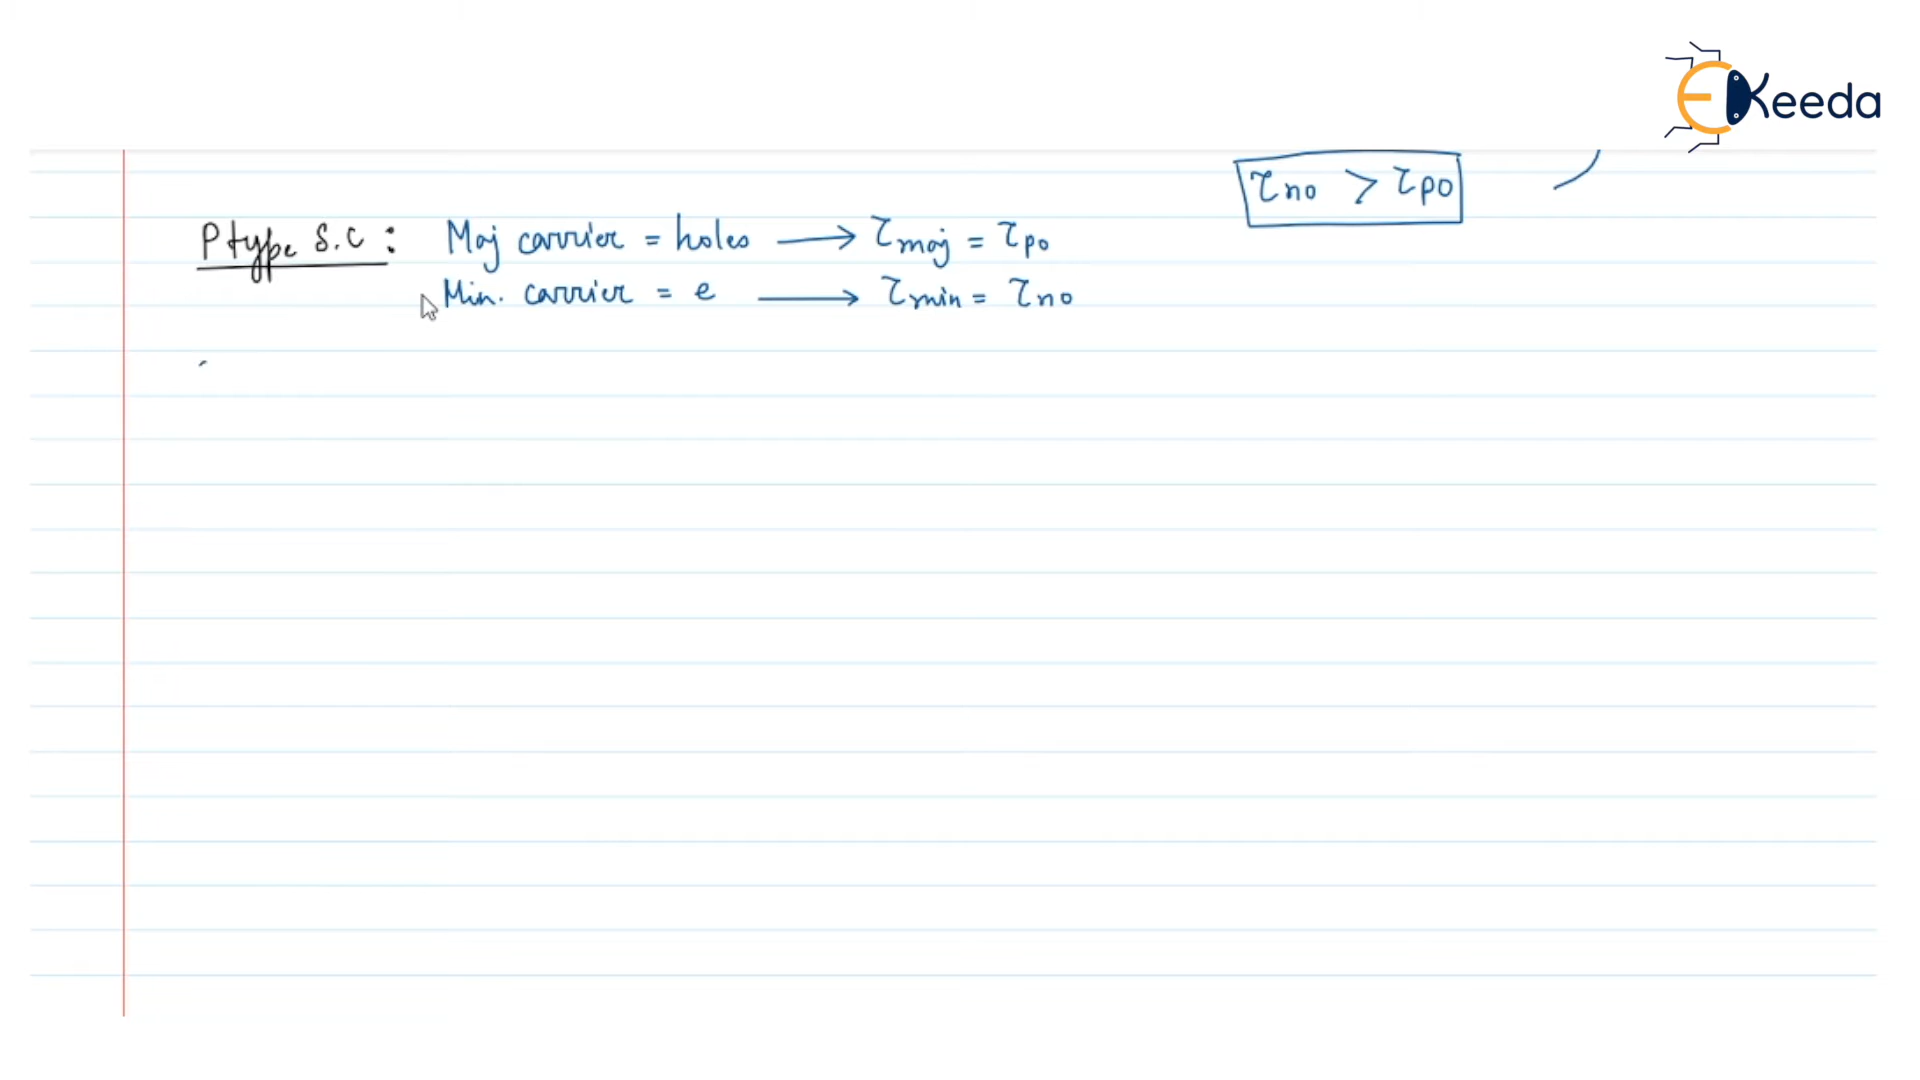 EKeeda
τno > τpo
P type S.C : Maj carrier = holes → τmaj = τpo
Min. carrier = e → τmin = τno